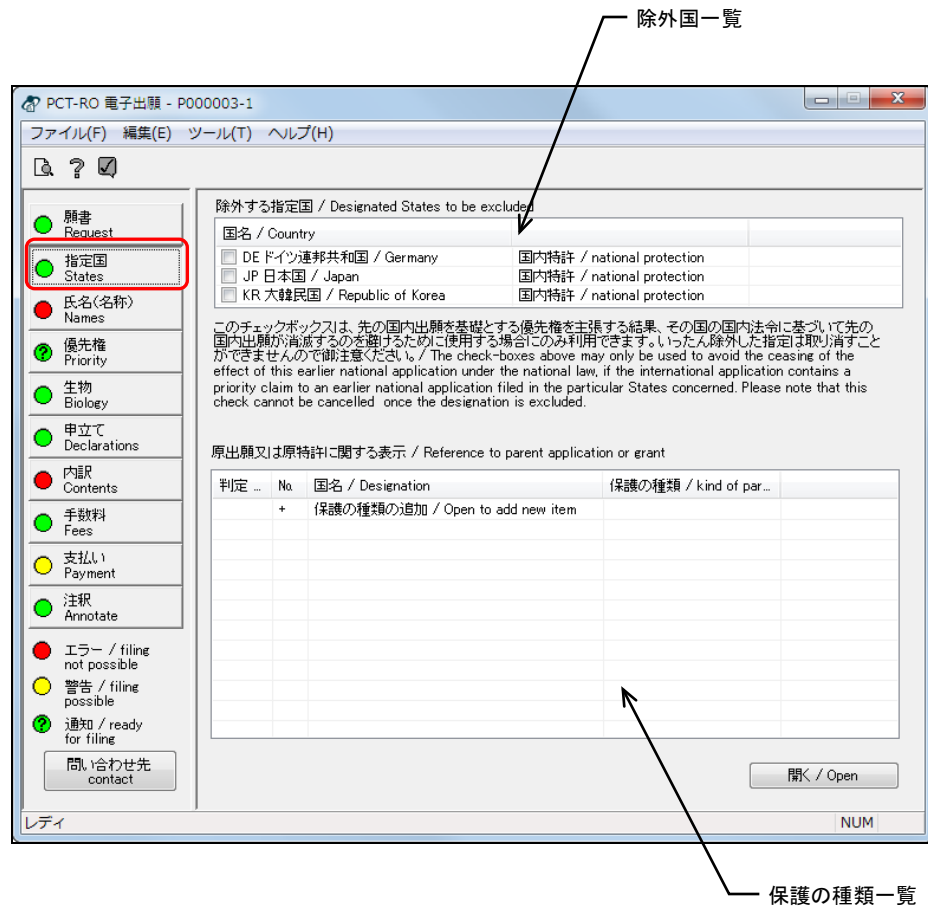 除外国一覧
PCT-RO 電子出願 - P000003-1
ファイル(F) 編集(E) ツール(T) ヘルプ(H)
願書
Request
指定国
States
氏名(名称)
Names
優先権
Priority
生物
Biology
申立て
Declarations
内訳
Contents
手数料
Fees
支払い
Payment
注釈
Annotate
エラー / filing
not possible
警告 / filing
possible
通知 / ready
for filing
問い合わせ先
contact
除外する指定国 / Designated States to be excluded
国名 / Country
DE ドイツ連邦共和国 / Germany 国内特許 / national protection
JP 日本国 / Japan 国内特許 / national protection
KR 大韓民国 / Republic of Korea 国内特許 / national protection
このチェックボックスは、先の国内出願を基礎とする優先権を主張する結果、その国の国内法令に基づいて先の
国内出願が消滅するのを避けるために使用する場合にのみ利用できます。いったん除外した指定は取り消すこと
ができませんので御注意ください。/ The check-boxes above may only be used to avoid the ceasing of the
effect of this earlier national application under the national law, if the international application contains a
priority claim to an earlier national application filed in the particular States concerned. Please note that this
check cannot be cancelled once the designation is excluded.
原出願又は原特許に関する表示 / Reference to parent application or grant
判定 ... No. 国名 / Designation 保護の種類 / kind of par...
+ 保護の種類の追加 / Open to add new item
開く / Open
レディ NUM
保護の種類一覧